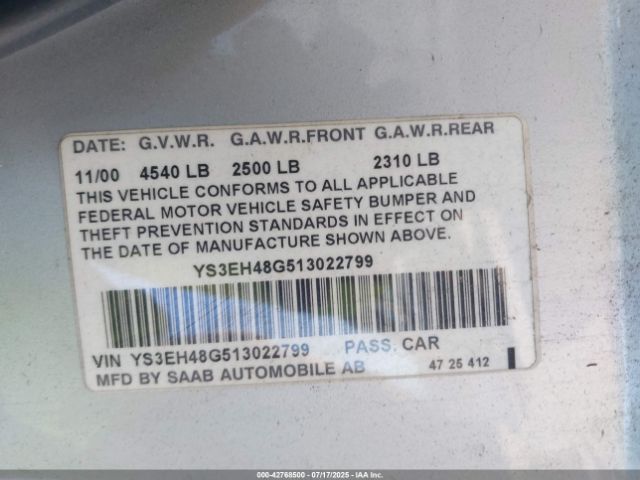 DATE: G.V.W.R. G.A.W.R.FRONT G.A.W.R.REAR
11/00 4540 LB 2500 LB 2310 LB
THIS VEHICLE CONFORMS TO ALL APPLICABLE
FEDERAL MOTOR VEHICLE SAFETY BUMPER AND
THEFT PREVENTION STANDARDS IN EFFECT ON
THE DATE OF MANUFACTURE SHOWN ABOVE.
YS3EH48G513022799
VIN YS3EH48G513022799 PASS. CAR
MFD BY SAAB AUTOMOBILE AB 47 25 412
000-42768500 / 07/17/2025 - IAA Inc.